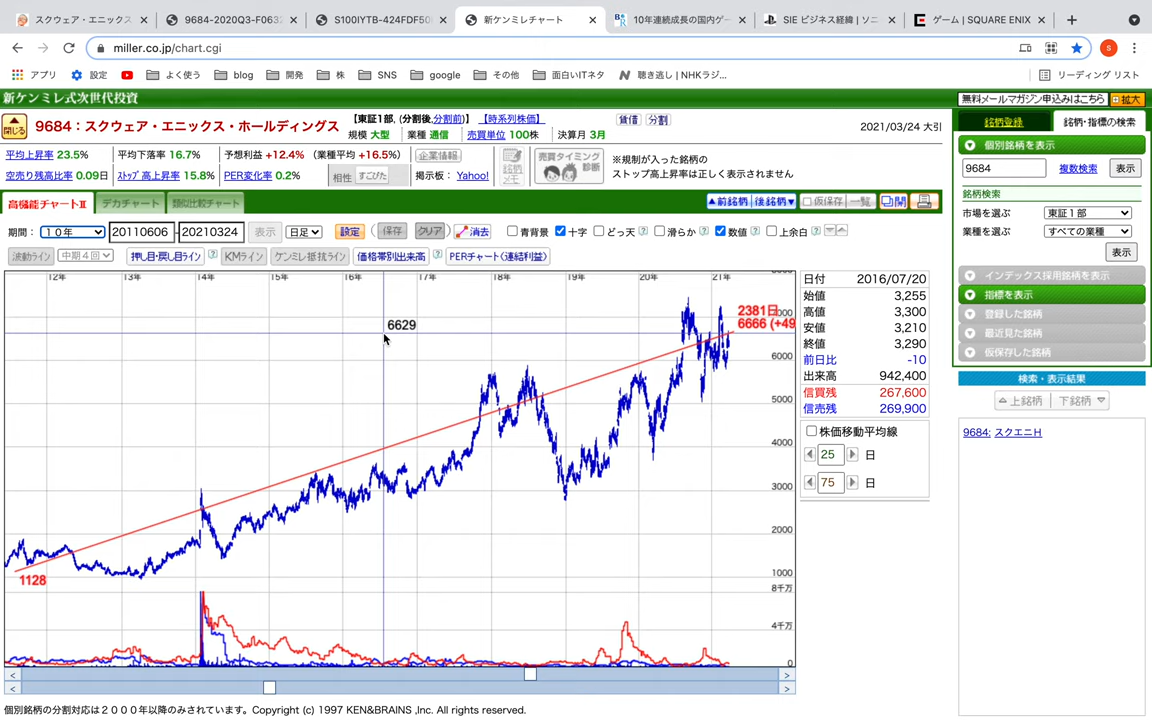 スクウェア・エニックス
9684-2020Q3-F063
S100IYTB-424FDF50
新ケンミレチャート
10年連続成長の国内ゲー
SIE ビジネス経緯 | ソニ
ゲーム | SQUARE ENIX
miller.co.jp/chart.cgi
S
アプリ 設定 よく使う blog 開発 株 SNS google その他 面白いITネタ 聴き逃し | NHKラジ... リーディング リスト
新ケンミレ式次世代投資
無料メールマガジン申込みはこちら 拡大
閉じる
9684：スクウェア・エニックス・ホールディングス
【東証1部, (分割後,分割前)】 【時系列株価】
規模 大型 業種 通信 売買単位 100株 決算月 3月
貸借 分割
2021/03/24 大引
平均上昇率 23.5% 平均下落率 16.7% 予想利益 +12.4% (業種平均 +16.5%) 企業情報
空売り残高比率 0.09日 ストップ高上昇率 15.8% PER変化率 0.2% 相性 すこぴた 掲示板: Yahoo!
銘柄メモ
売買タイミング診断
※規制が入った銘柄の
ストップ高上昇率は正しく表示されません
高機能チャートII デカチャート 類似比較チャート
▲前銘柄 後銘柄▼ 仮保存 一覧 開
期間： 10年 20110606 - 20210324 表示 日足 設定 ( 保存 クリア ) 消去 青背景 十字 どっ天 ? 滑らか ? 数値 ? 上余白 ?
波動ライン 中期4回 押し目・戻し目ライン ? KMライン ケンミレ抵抗ライン 価格帯別出来高 ? PERチャート（連結利益）
12年 13年 14年 15年 16年 17年 18年 19年 20年 21年
2381日
6666 (+49
6629
6000
5000
4000
3000
2000
1000
1128
8千万
4千万
0
日付 2016/07/20
始値 3,255
高値 3,300
安値 3,210
終値 3,290
前日比 -10
出来高 942,400
信買残 267,600
信売残 269,900
株価移動平均線
25 日
75 日
銘柄登録 銘柄・指標の検索
個別銘柄を表示
9684 複数検索 表示
銘柄検索
市場を選ぶ 東証1部
業種を選ぶ すべての業種
表示
インデックス採用銘柄を表示
指標を表示
登録した銘柄
最近見た銘柄
仮保存した銘柄
検索・表示結果
上銘柄 下銘柄
9684: スクエニH
個別銘柄の分割対応は２０００年以降のみされています。Copyright (c) 1997 KEN&BRAINS ,Inc. All rights reserved.